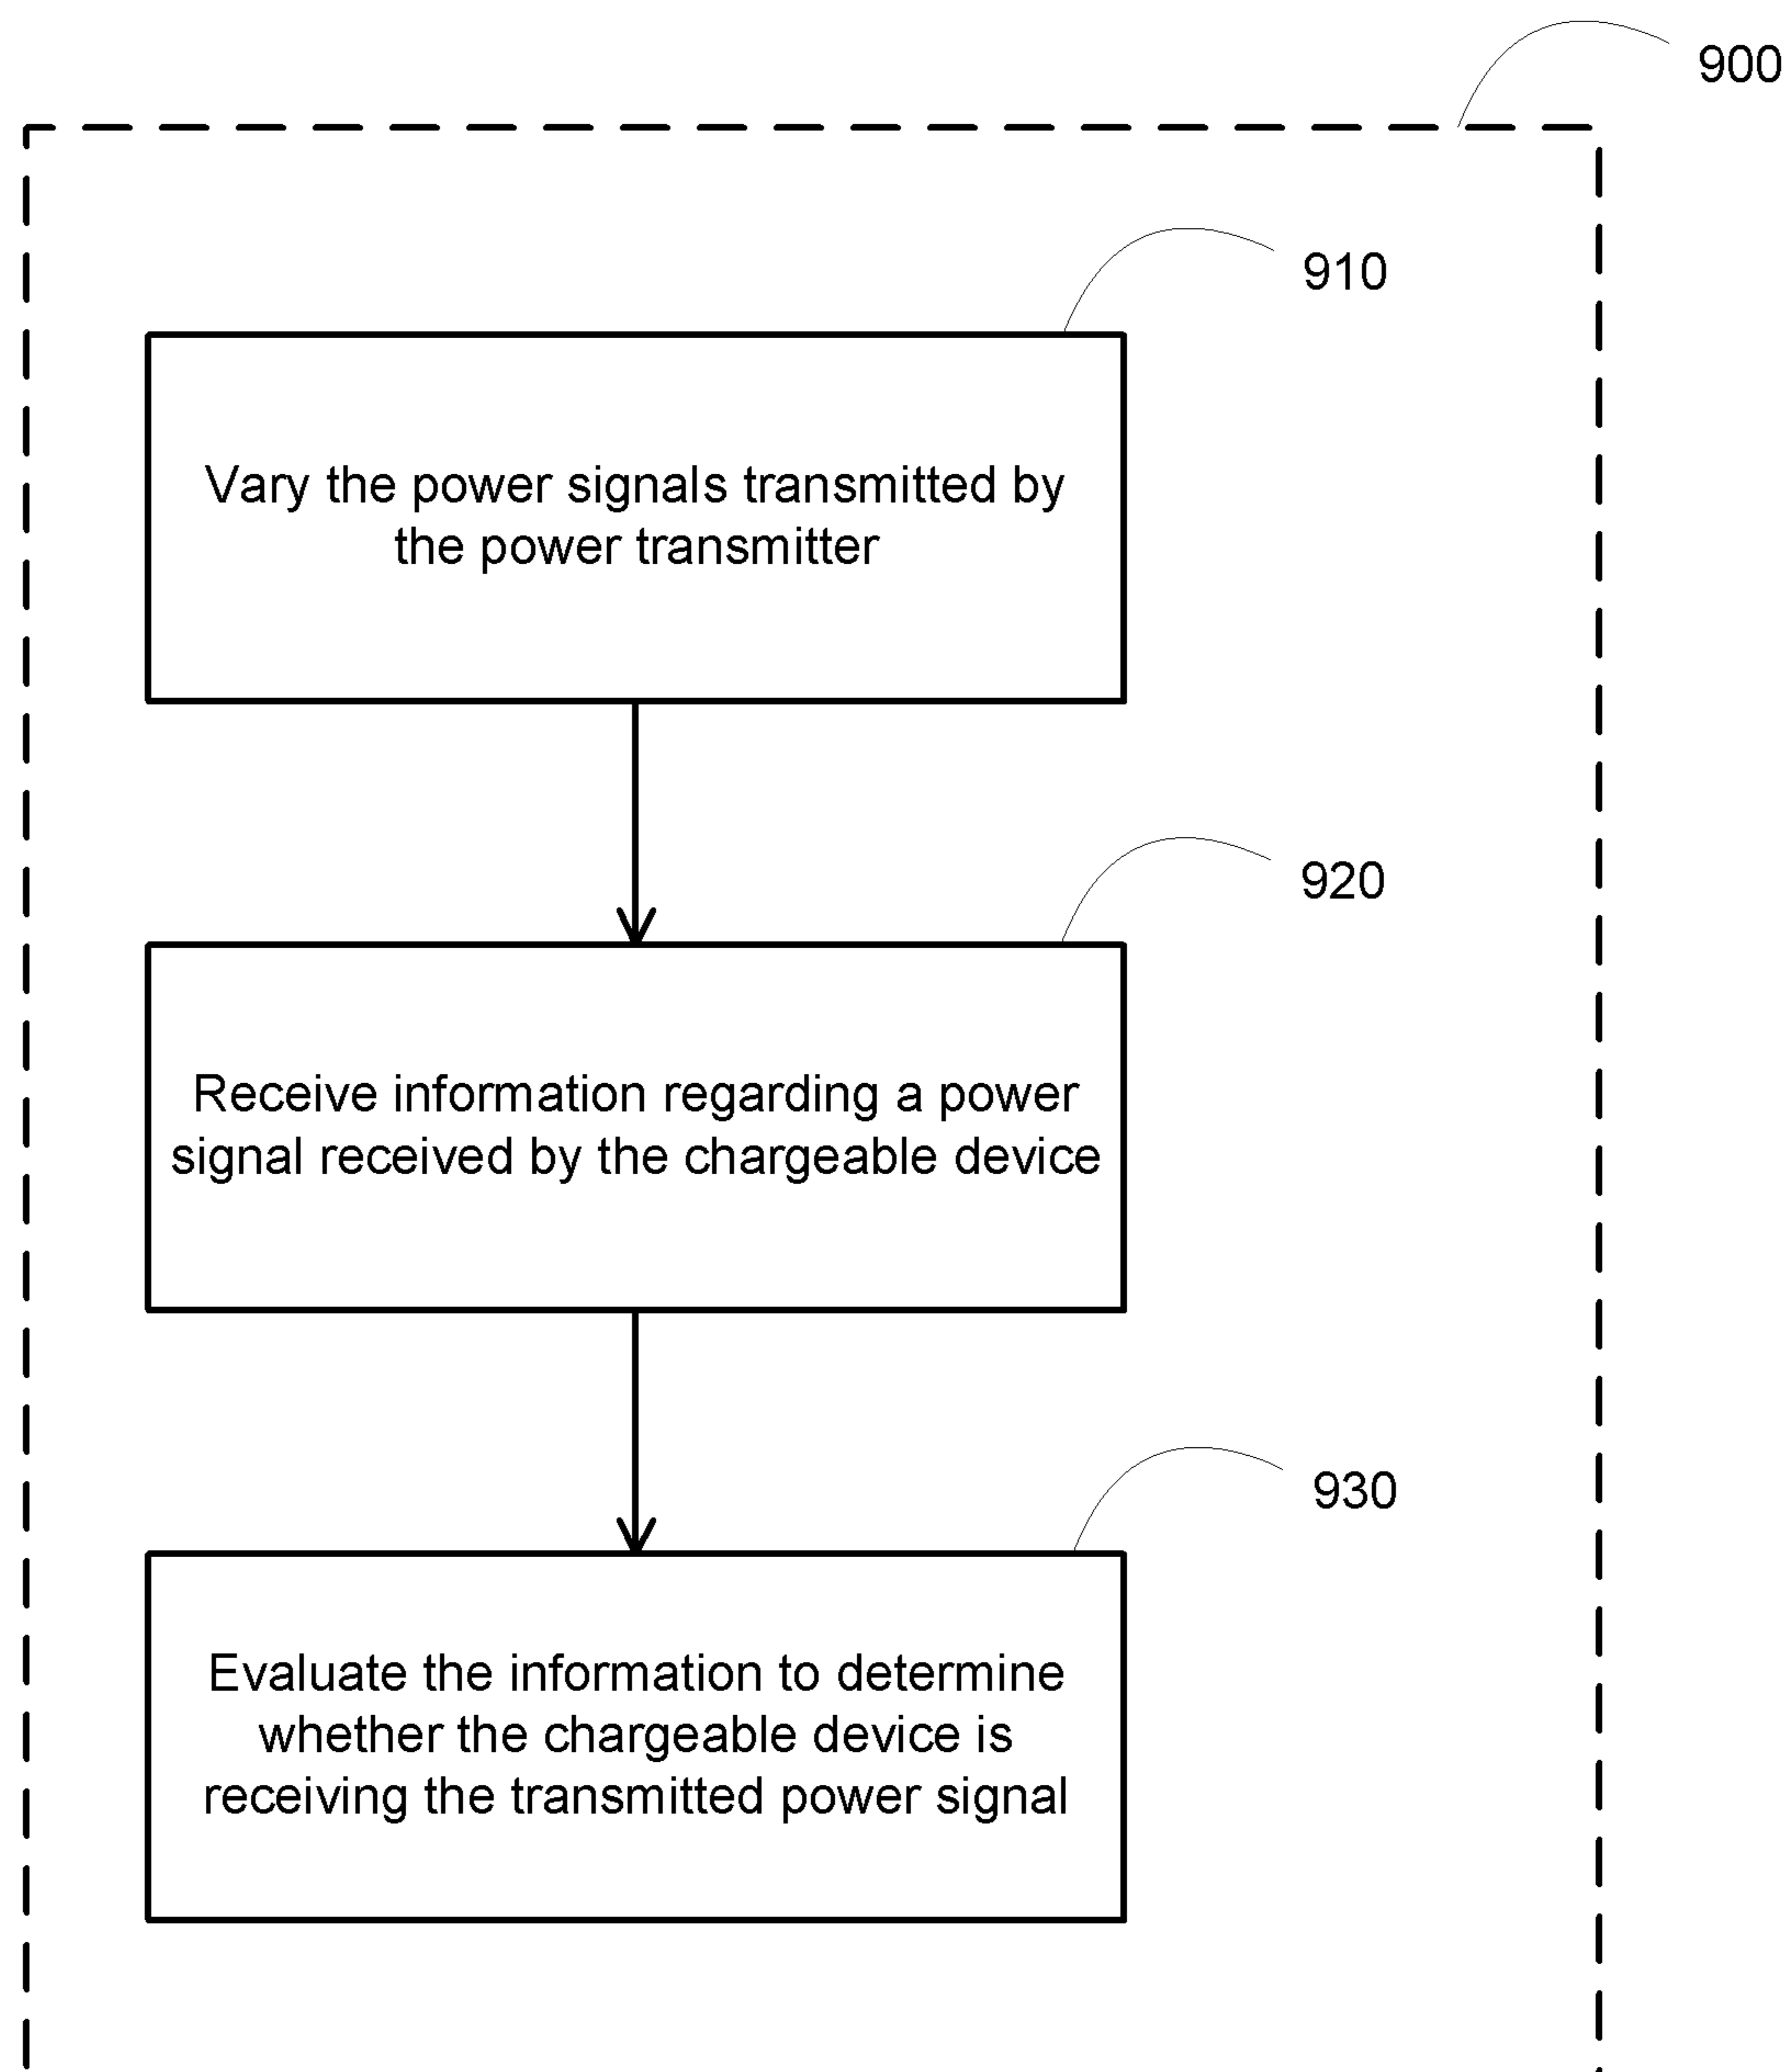 900
910
Vary the power signals transmitted by
the power transmitter
920
Receive information regarding a power
signal received by the chargeable device
930
Evaluate the information to determine
whether the chargeable device is
receiving the transmitted power signal